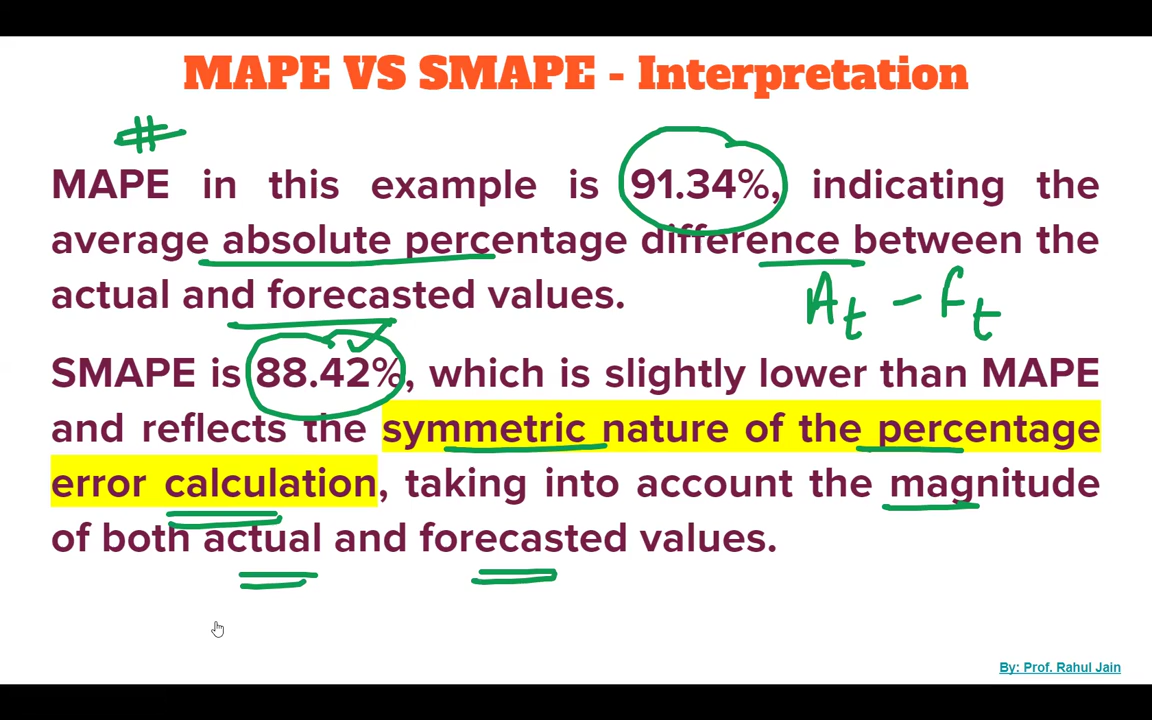 MAPE VS SMAPE - Interpretation
#
MAPE in this example is 91.34%, indicating the
average absolute percentage difference between the
actual and forecasted values.
At - Ft
SMAPE is 88.42%, which is slightly lower than MAPE
and reflects the symmetric nature of the percentage
error calculation, taking into account the magnitude
of both actual and forecasted values.
By: Prof. Rahul Jain